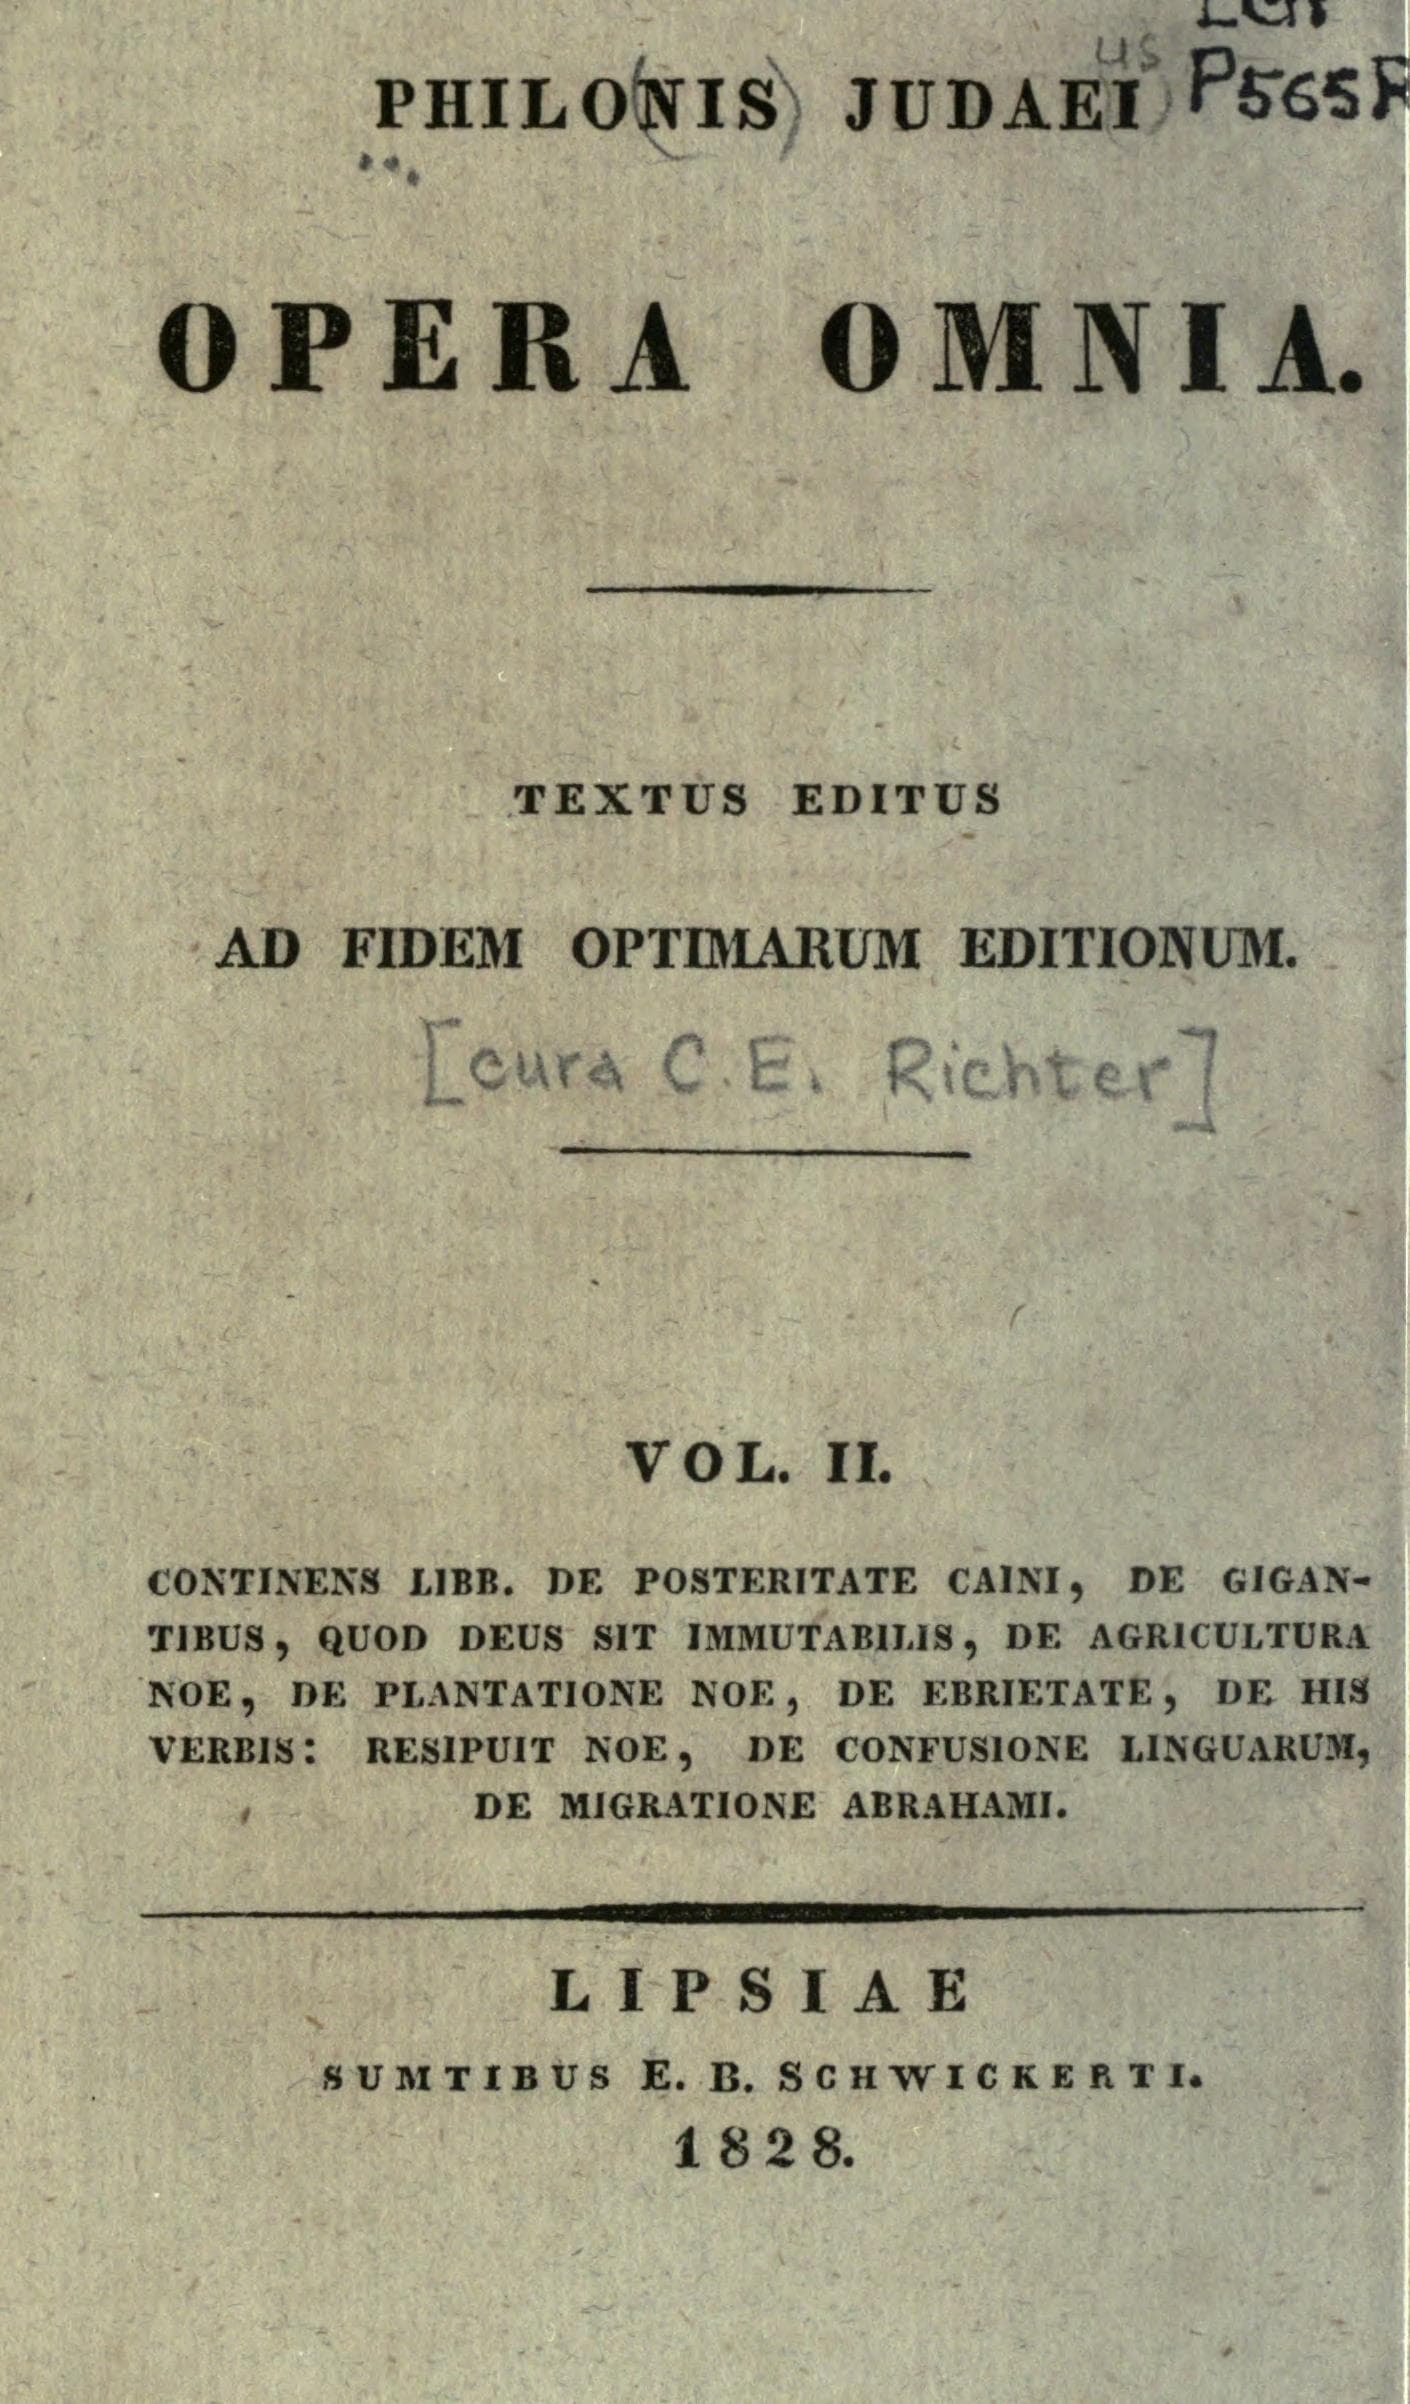 us P565R
PHILONIS JUDAEI
OPERA OMNIA.
TEXTUS EDITUS
AD FIDEM OPTIMARUM EDITIONUM.
[cura C. E. Richter]
VOL. II.
CONTINENS LIBB. DE POSTERITATE CAINI, DE GIGAN-
TIBUS, QUOD DEUS SIT IMMUTABILIS, DE AGRICULTURA
NOE, DE PLANTATIONE NOE, DE EBRIETATE, DE HIS
VERBIS: RESIPUIT NOE, DE CONFUSIONE LINGUARUM,
DE MIGRATIONE ABRAHAMI.
LIPSIAE
SUMTIBUS E. B. SCHWICKERTI.
1828.